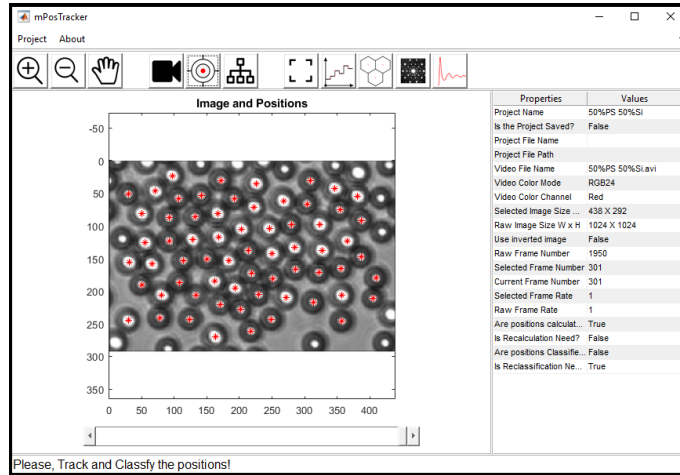 mPosTracker
Project About
Image and Positions
-50
0
50
100
150
200
250
300
350
0 50 100 150 200 250 300 350 400
Properties Values
Project Name 50%PS 50%Si
Is the Project Saved? False
Project File Name
Project File Path
Video File Name 50%PS 50%Si.avi
Video Color Mode RGB24
Video Color Channel Red
Selected Image Size ... 438 X 292
Raw Image Size W x H 1024 X 1024
Use inverted image False
Raw Frame Number 1950
Selected Frame Number 301
Current Frame Number 301
Selected Frame Rate 1
Raw Frame Rate 1
Are positions calculat... True
Is Recalculation Need? False
Are positions Classifie... False
Is Reclassification Ne... True
Please, Track and Classfy the positions!